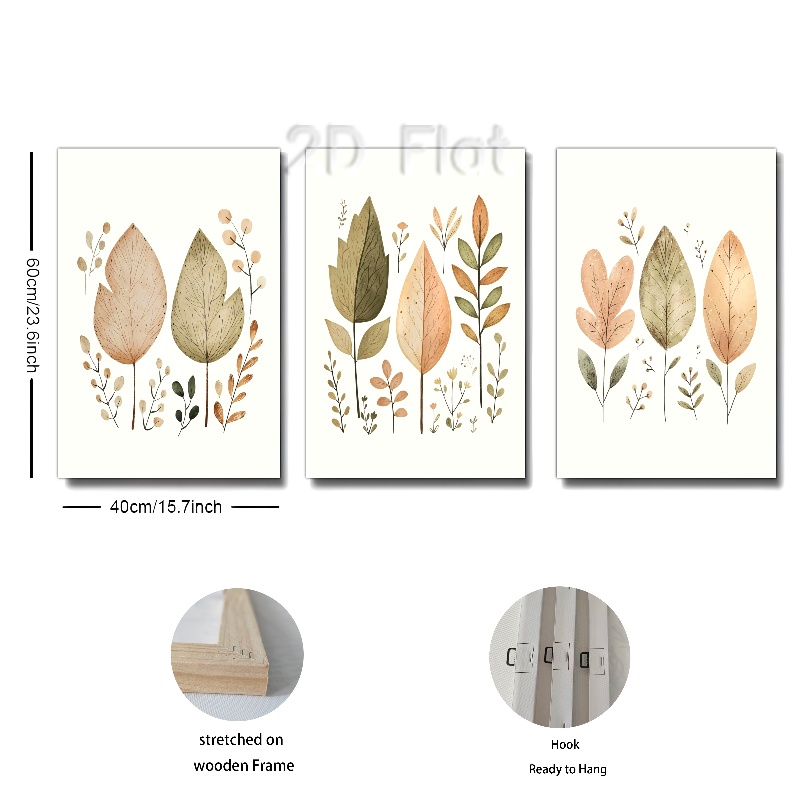 2D Flat
60cm/23.6inch
40cm/15.7inch
stretched on
wooden Frame
Hook
Ready to Hang